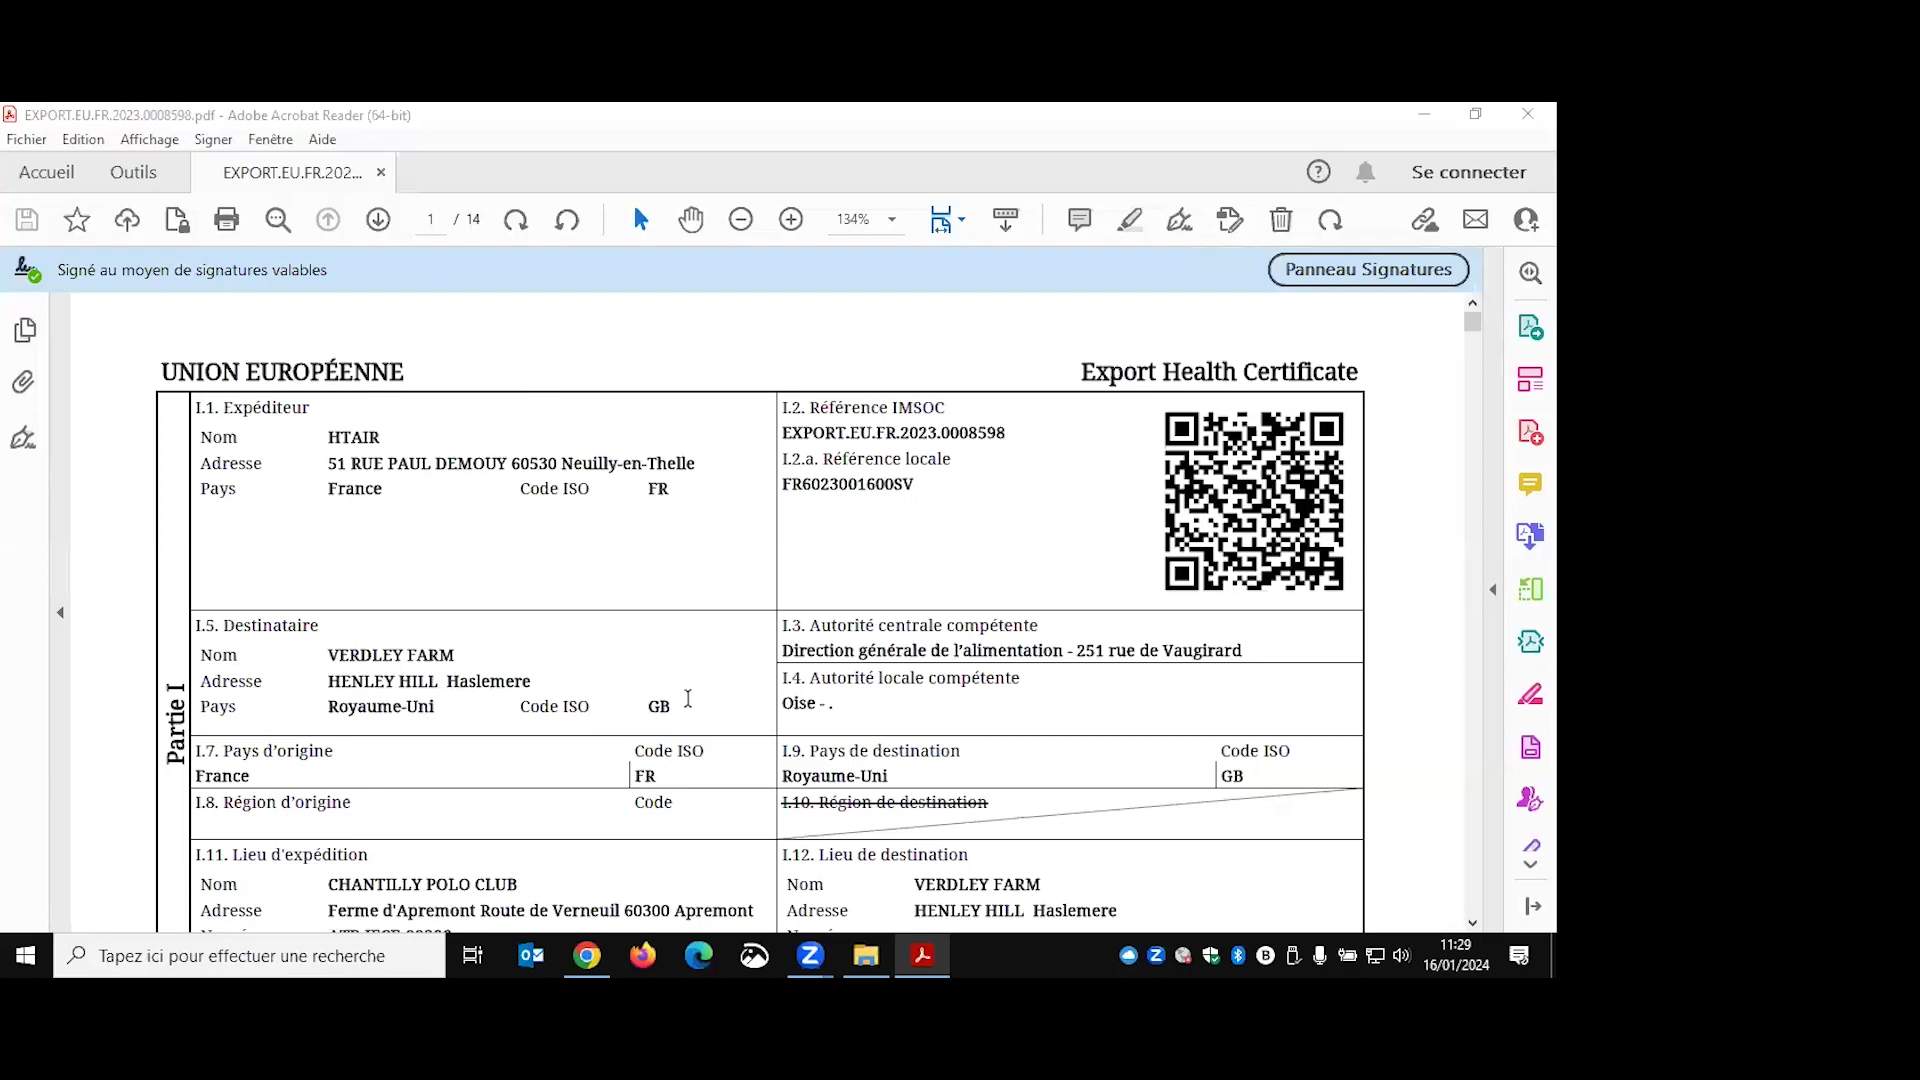 EXPORT.EU.FR.2023.0008598.pdf - Adobe Acrobat Reader (64-bit)
Fichier Edition Affichage Signer Fenêtre Aide
Accueil Outils EXPORT.EU.FR.202... Se connecter
1 / 14 134%
Signé au moyen de signatures valables Panneau Signatures
UNION EUROPÉENNE Export Health Certificate
Partie I
I.1. Expéditeur
Nom HTAIR
Adresse 51 RUE PAUL DEMOUY 60530 Neuilly-en-Thelle
Pays France Code ISO FR
I.2. Référence IMSOC
EXPORT.EU.FR.2023.0008598
I.2.a. Référence locale
FR6023001600SV
I.5. Destinataire
Nom VERDLEY FARM
Adresse HENLEY HILL Haslemere
Pays Royaume-Uni Code ISO GB
I.3. Autorité centrale compétente
Direction générale de l'alimentation - 251 rue de Vaugirard
I.4. Autorité locale compétente
Oise - .
I.7. Pays d'origine Code ISO
France FR
I.9. Pays de destination Code ISO
Royaume-Uni GB
I.8. Région d'origine Code
I.10. Région de destination
I.11. Lieu d'expédition
Nom CHANTILLY POLO CLUB
Adresse Ferme d'Apremont Route de Verneuil 60300 Apremont
I.12. Lieu de destination
Nom VERDLEY FARM
Adresse HENLEY HILL Haslemere
Tapez ici pour effectuer une recherche
11:29
16/01/2024